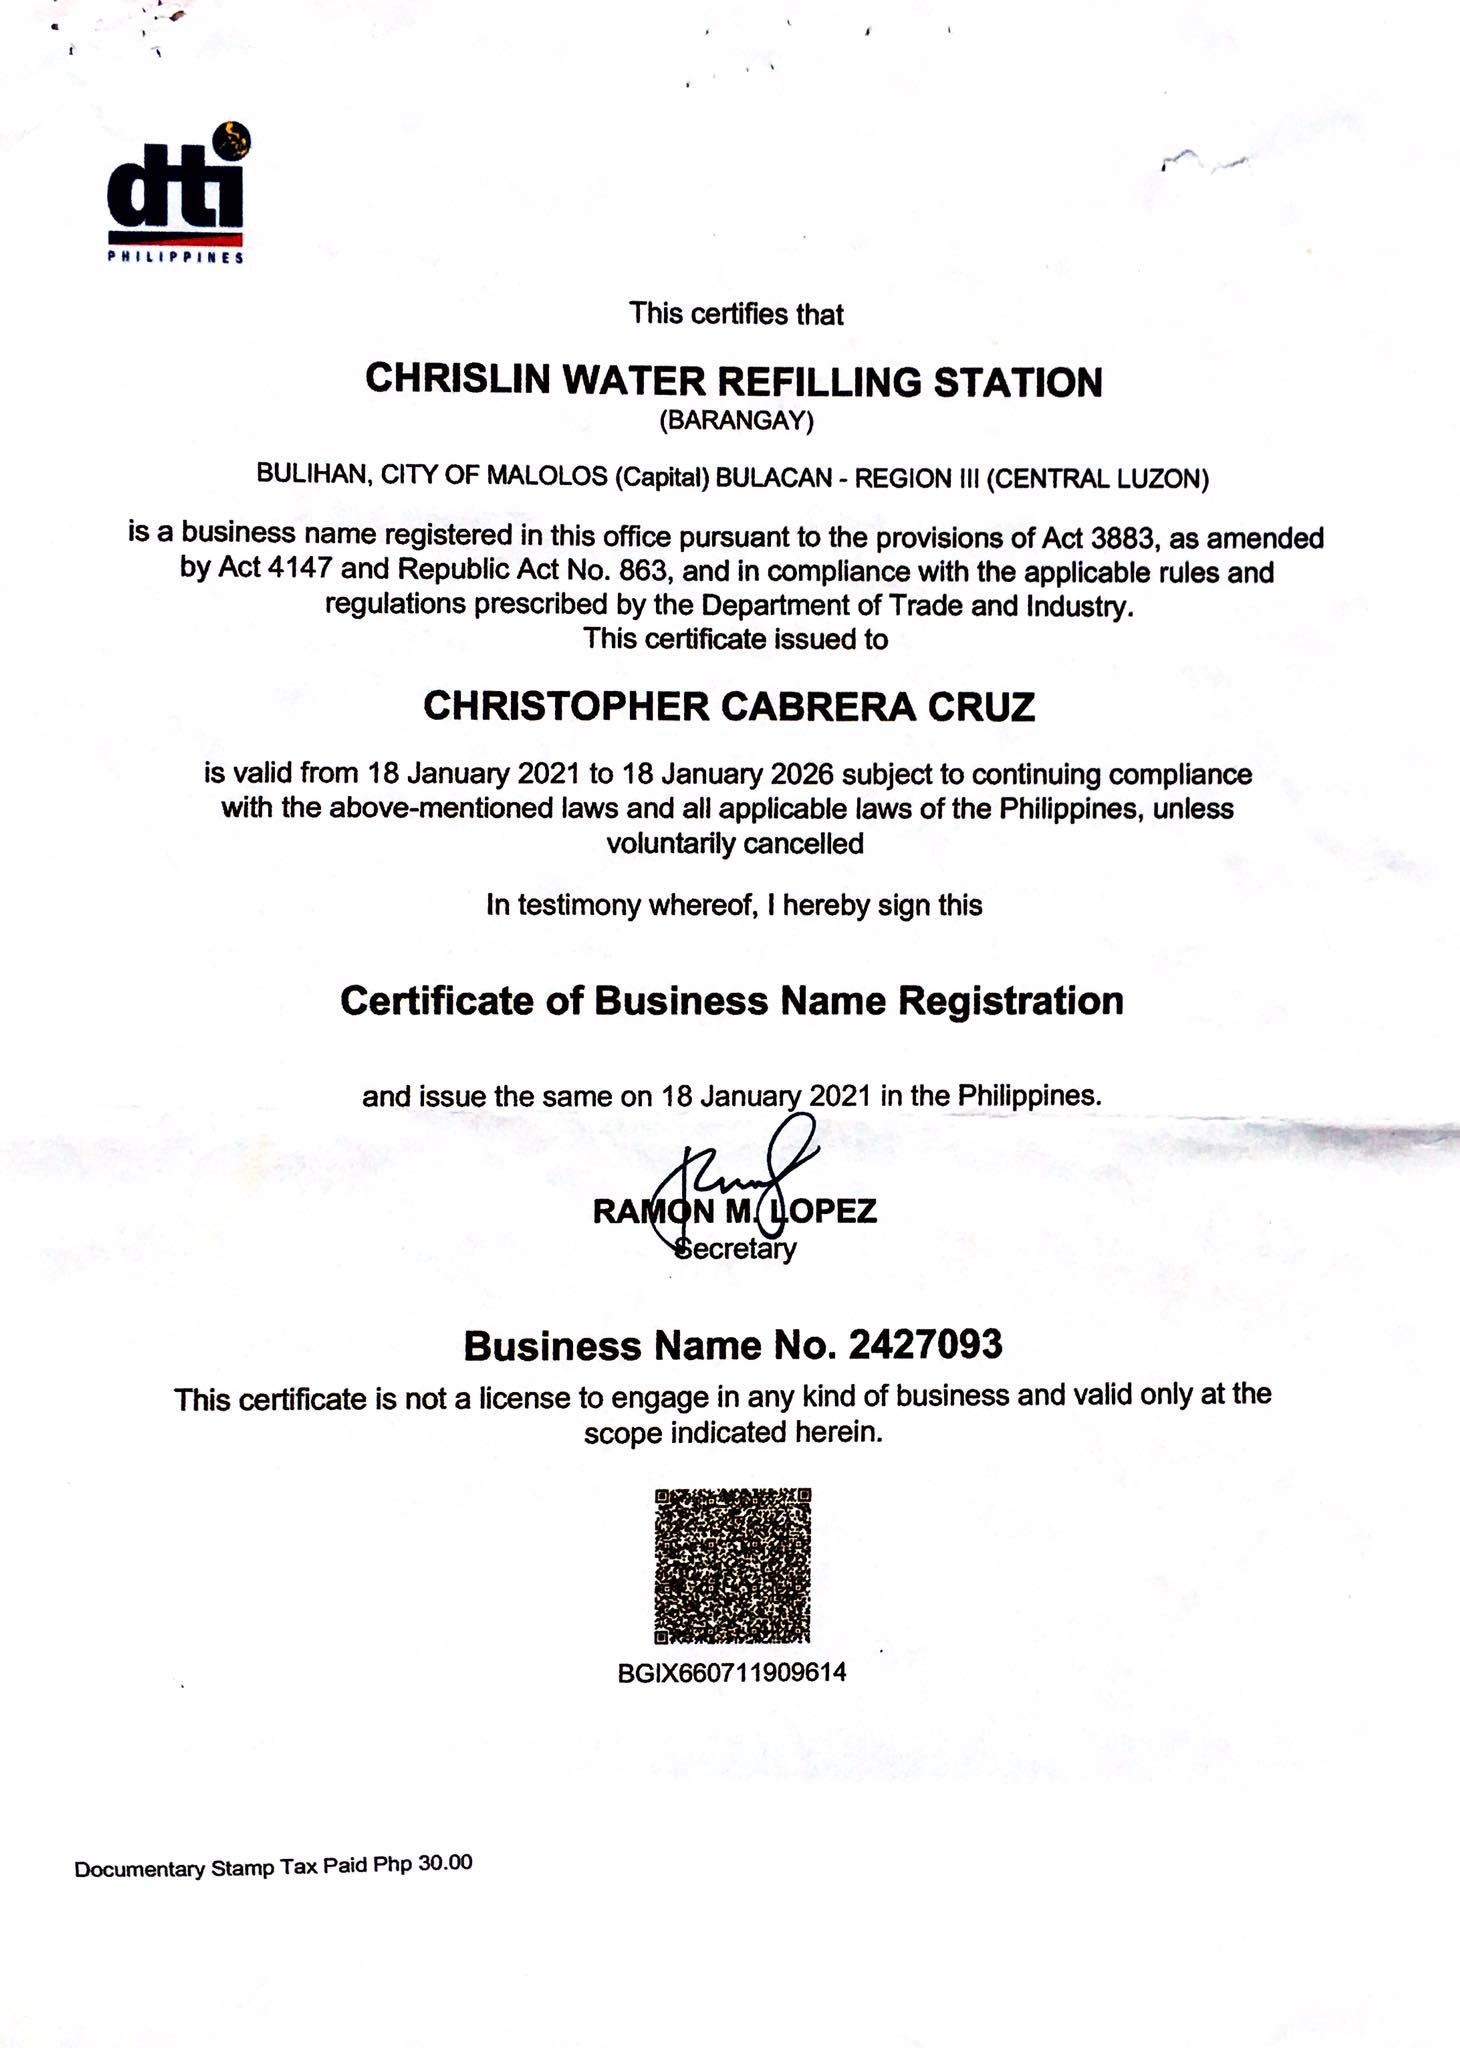 dti
PHILIPPINES
This certifies that
CHRISLIN WATER REFILLING STATION
(BARANGAY)
BULIHAN, CITY OF MALOLOS (Capital) BULACAN - REGION III (CENTRAL LUZON)
is a business name registered in this office pursuant to the provisions of Act 3883, as amended
by Act 4147 and Republic Act No. 863, and in compliance with the applicable rules and
regulations prescribed by the Department of Trade and Industry.
This certificate issued to
CHRISTOPHER CABRERA CRUZ
is valid from 18 January 2021 to 18 January 2026 subject to continuing compliance
with the above-mentioned laws and all applicable laws of the Philippines, unless
voluntarily cancelled
In testimony whereof, I hereby sign this
Certificate of Business Name Registration
and issue the same on 18 January 2021 in the Philippines.
RAMON M. LOPEZ
Secretary
Business Name No. 2427093
This certificate is not a license to engage in any kind of business and valid only at the
scope indicated herein.
BGIX660711909614
Documentary Stamp Tax Paid Php 30.00